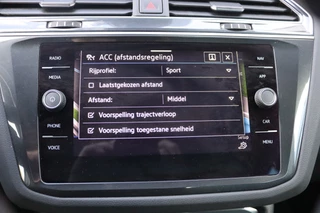 RADIO
MEDIA
PHONE
VOICE
ACC (afstandsregeling)
Rijprofiel: Sport
Laatstgekozen afstand
Afstand: Middel
Voorspelling trajectverloop
Voorspelling toegestane snelheid
NAV
APP
CAR
MENU